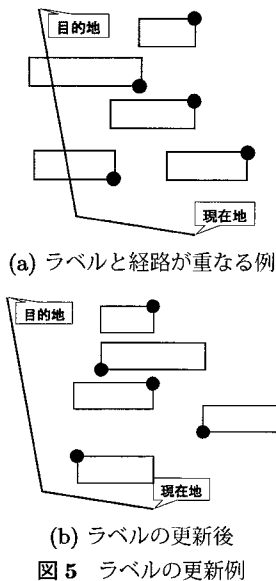 目的地
現在地
(a) ラベルと経路が重なる例
目的地
現在地
(b) ラベルの更新後
図 5 ラベルの更新例